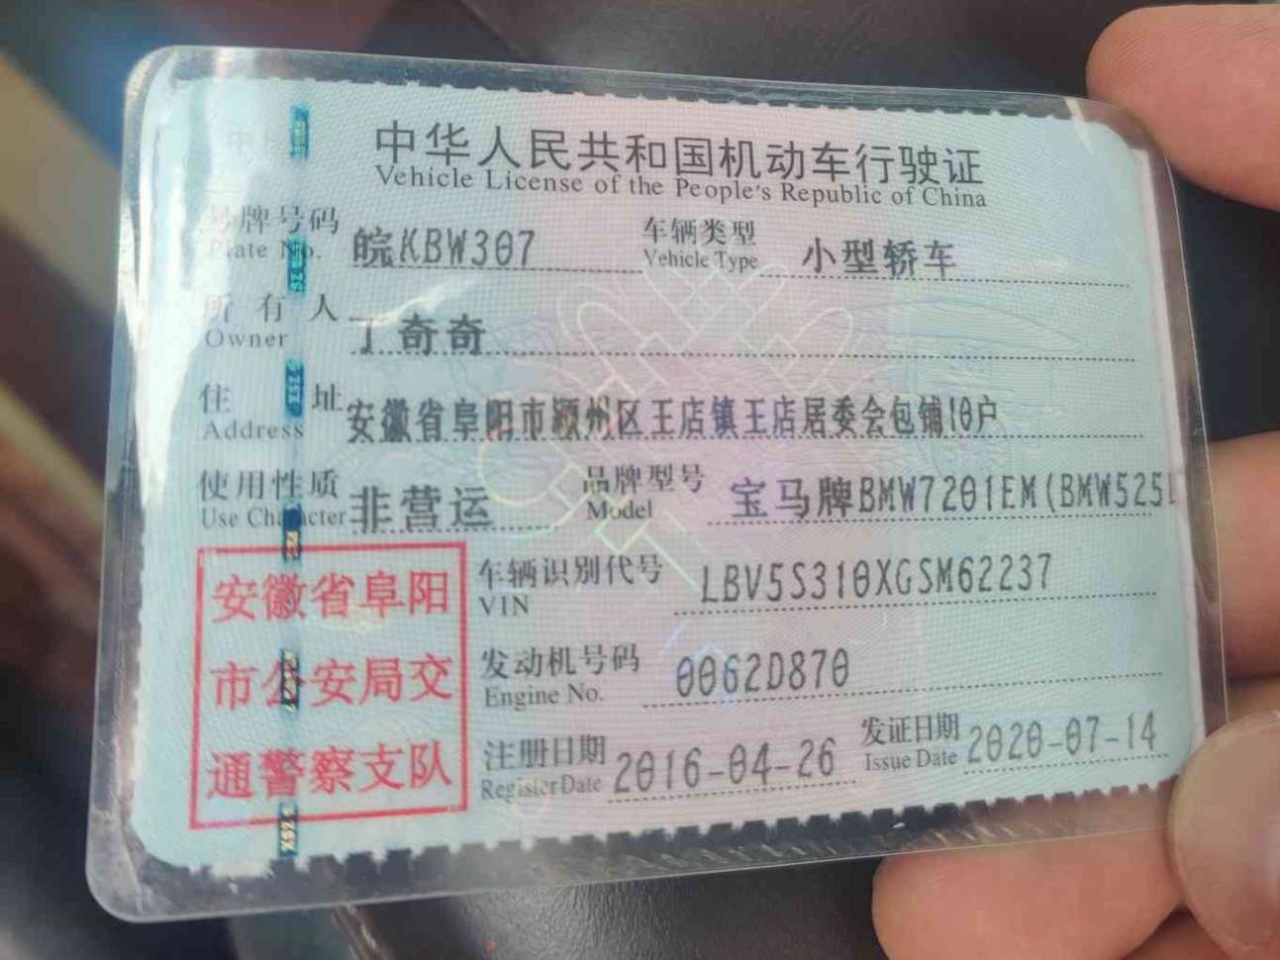 中华人民共和国机动车行驶证
Vehicle License of the People's Republic of China
号牌号码 皖KBW307 车辆类型 小型轿车
Plate No. Vehicle Type
所有人 丁奇奇
Owner
住址 安徽省阜阳市颍州区王店镇王店居委会包铺10户
Address
使用性质 非营运 品牌型号 宝马牌BMW7201EM(BMW525L
Use Character Model
车辆识别代号 LBV5S310XGSM62237
VIN
发动机号码 0062D870
Engine No.
注册日期 2016-04-26 发证日期 2020-07-14
Register Date Issue Date
安徽省阜阳
市公安局交
通警察支队